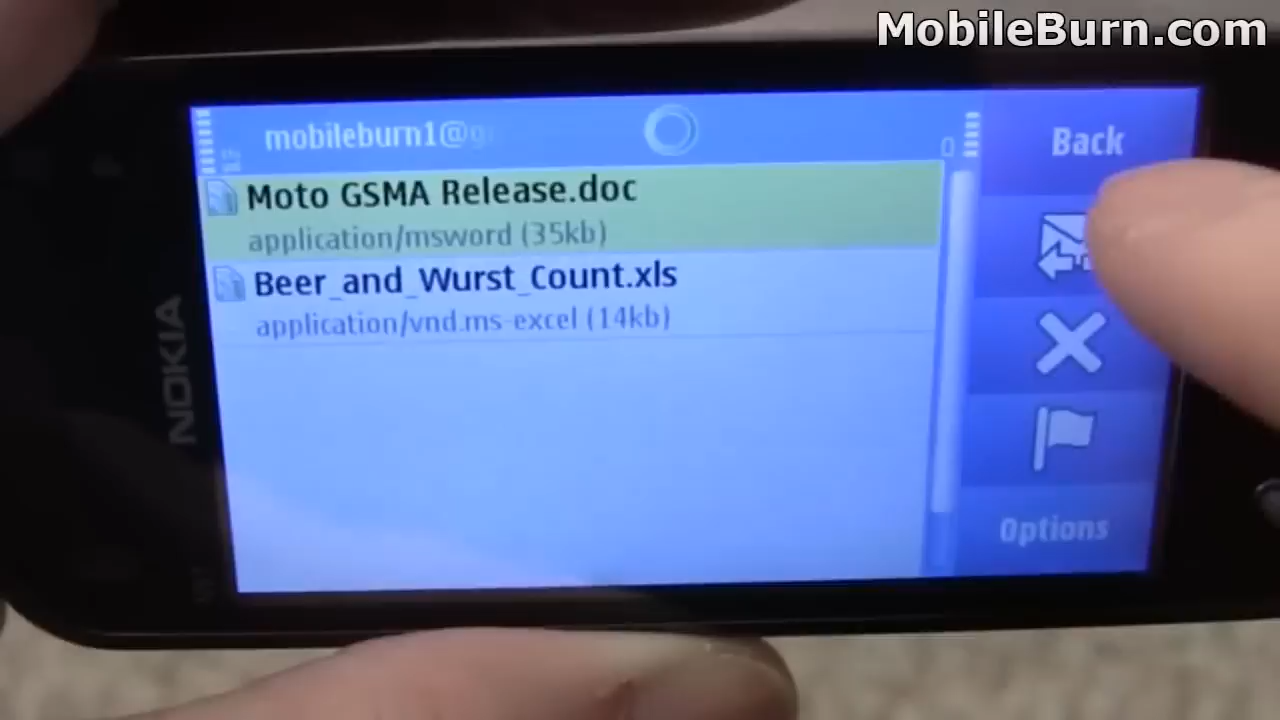 MobileBurn.com
mobileburn1@g
Back
Moto GSMA Release.doc
application/msword (35kb)
Beer_and_Wurst_Count.xls
application/vnd.ms-excel (14kb)
Options
NOKIA